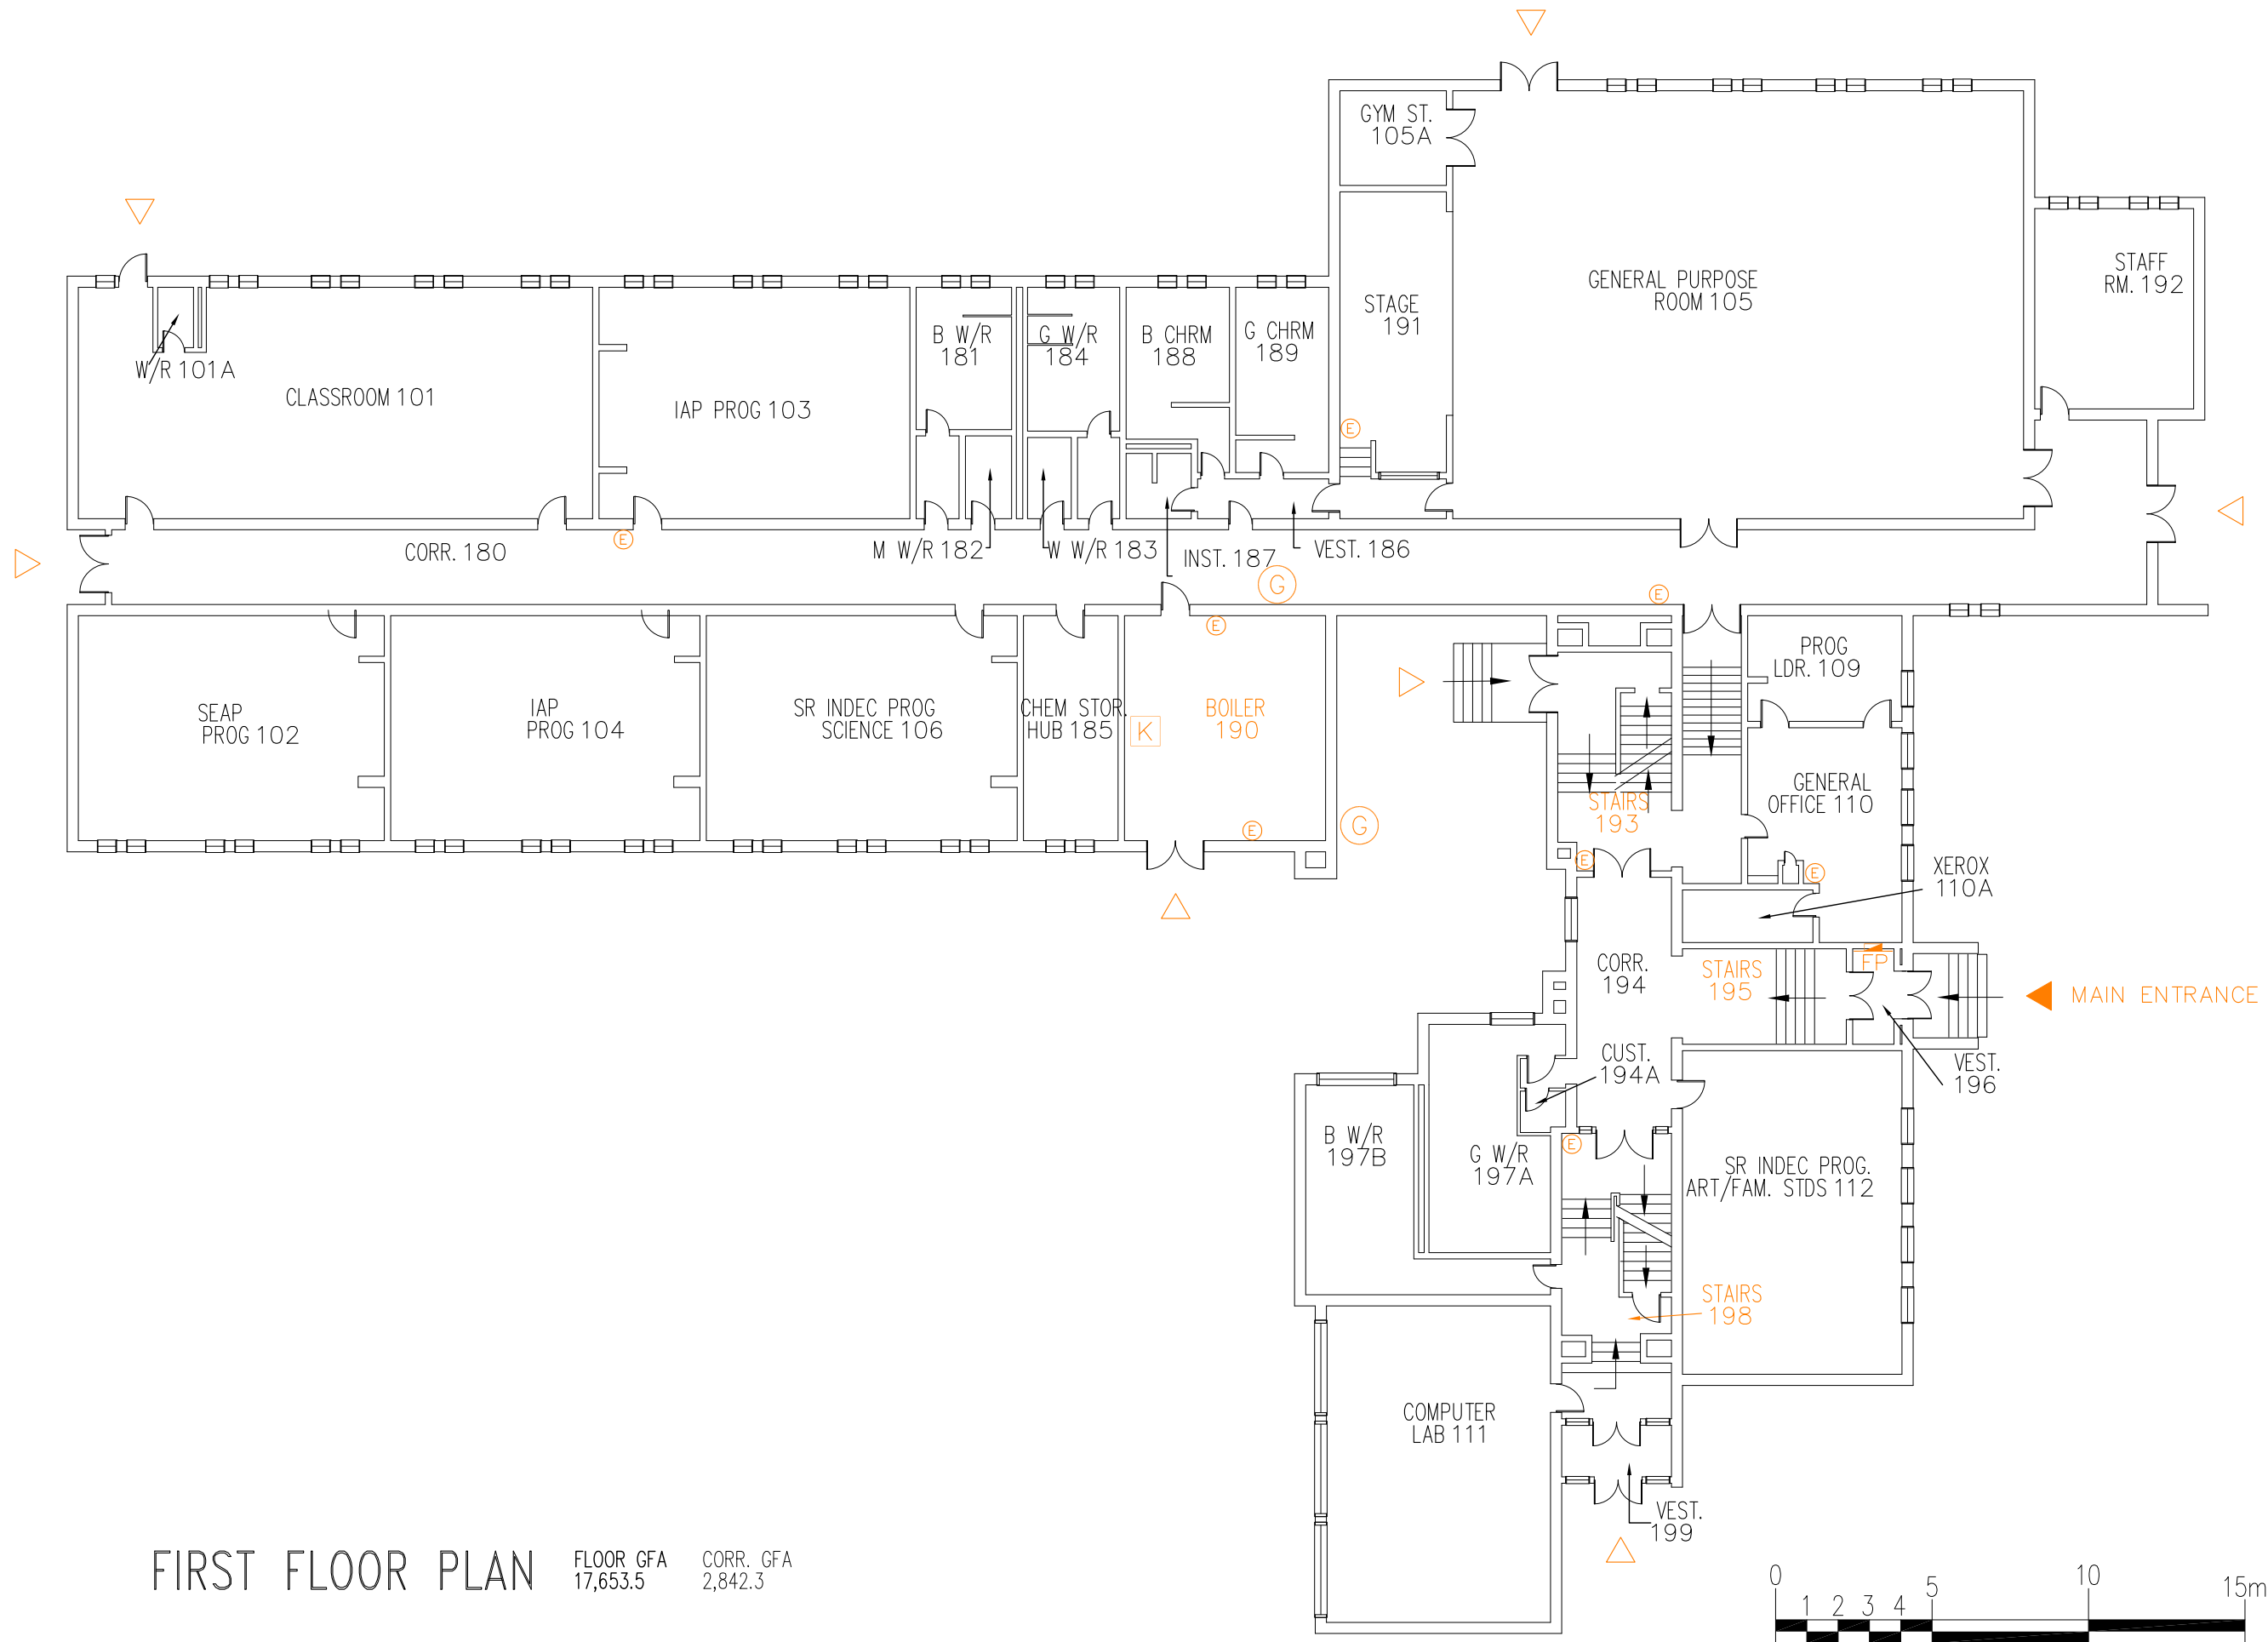 GYM ST.
105A
GENERAL PURPOSE
ROOM 105
STAFF
RM. 192
STAGE
191
W/R 101A
CLASSROOM 101
IAP PROG 103
B W/R
181
G W/R
184
B CHRM
188
G CHRM
189
E
E
CORR. 180
M W/R 182
W W/R 183
INST. 187
VEST. 186
G
E
E
SEAP
PROG 102
IAP
PROG 104
SR INDEC PROG
SCIENCE 106
CHEM STOR.
HUB 185
K
BOILER
190
E
G
PROG
LDR. 109
GENERAL
OFFICE 110
STAIRS
193
E
E
XEROX
110A
CORR.
194
STAIRS
195
FP
MAIN ENTRANCE
VEST.
196
CUST.
194A
E
B W/R
197B
G W/R
197A
SR INDEC PROG.
ART/FAM. STDS 112
STAIRS
198
COMPUTER
LAB 111
VEST.
199
FIRST FLOOR PLAN
FLOOR GFA
17,653.5
CORR. GFA
2,842.3
0 1 2 3 4 5 10 15m